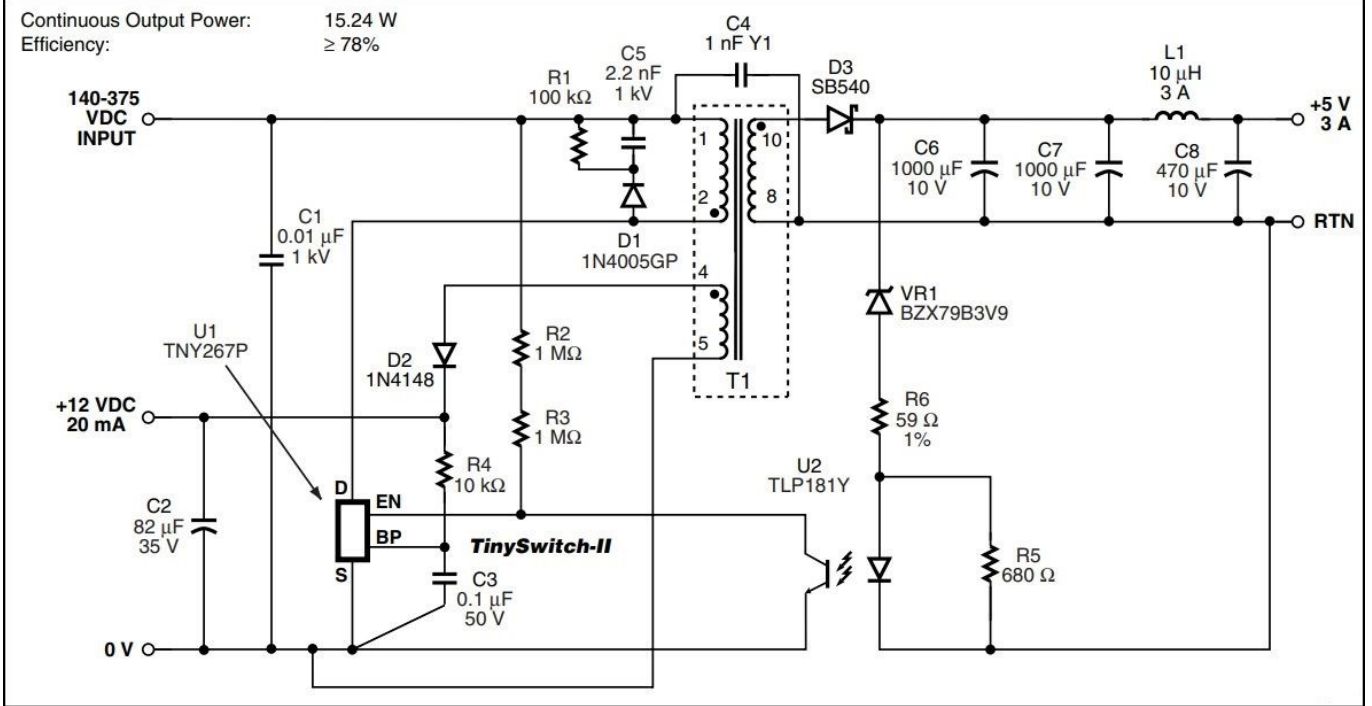 Continuous Output Power: 15.24 W
Efficiency: ≥ 78%
C4
1 nF Y1
C5
2.2 nF
1 kV
R1
100 kΩ
D3
SB540
L1
10 μH
3 A
140-375
VDC
INPUT
+5 V
3 A
1
10
2
8
C6
1000 μF
10 V
C7
1000 μF
10 V
C8
470 μF
10 V
RTN
C1
0.01 μF
1 kV
D1
1N4005GP
4
5
T1
VR1
BZX79B3V9
U1
TNY267P
D2
1N4148
R2
1 MΩ
R3
1 MΩ
R6
59 Ω
1%
+12 VDC
20 mA
R4
10 kΩ
U2
TLP181Y
C2
82 μF
35 V
D
EN
BP
S
TinySwitch-II
C3
0.1 μF
50 V
R5
680 Ω
0 V